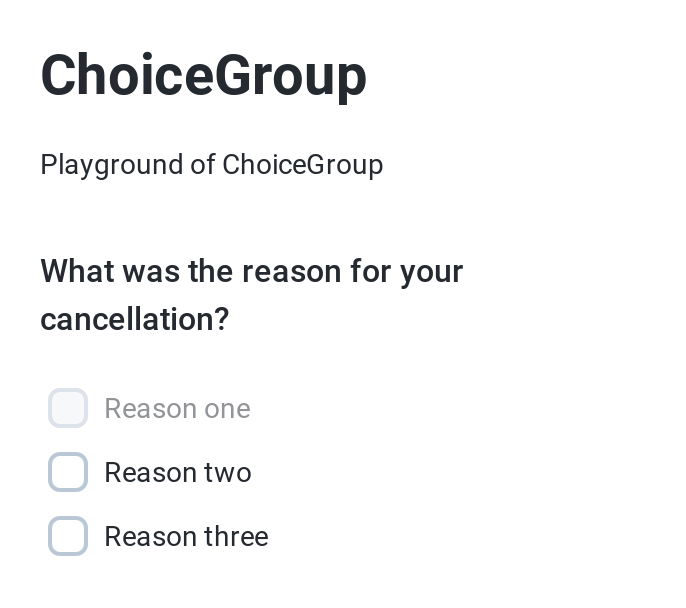 ChoiceGroup
Playground of ChoiceGroup
What was the reason for your
cancellation?
Reason one
Reason two
Reason three